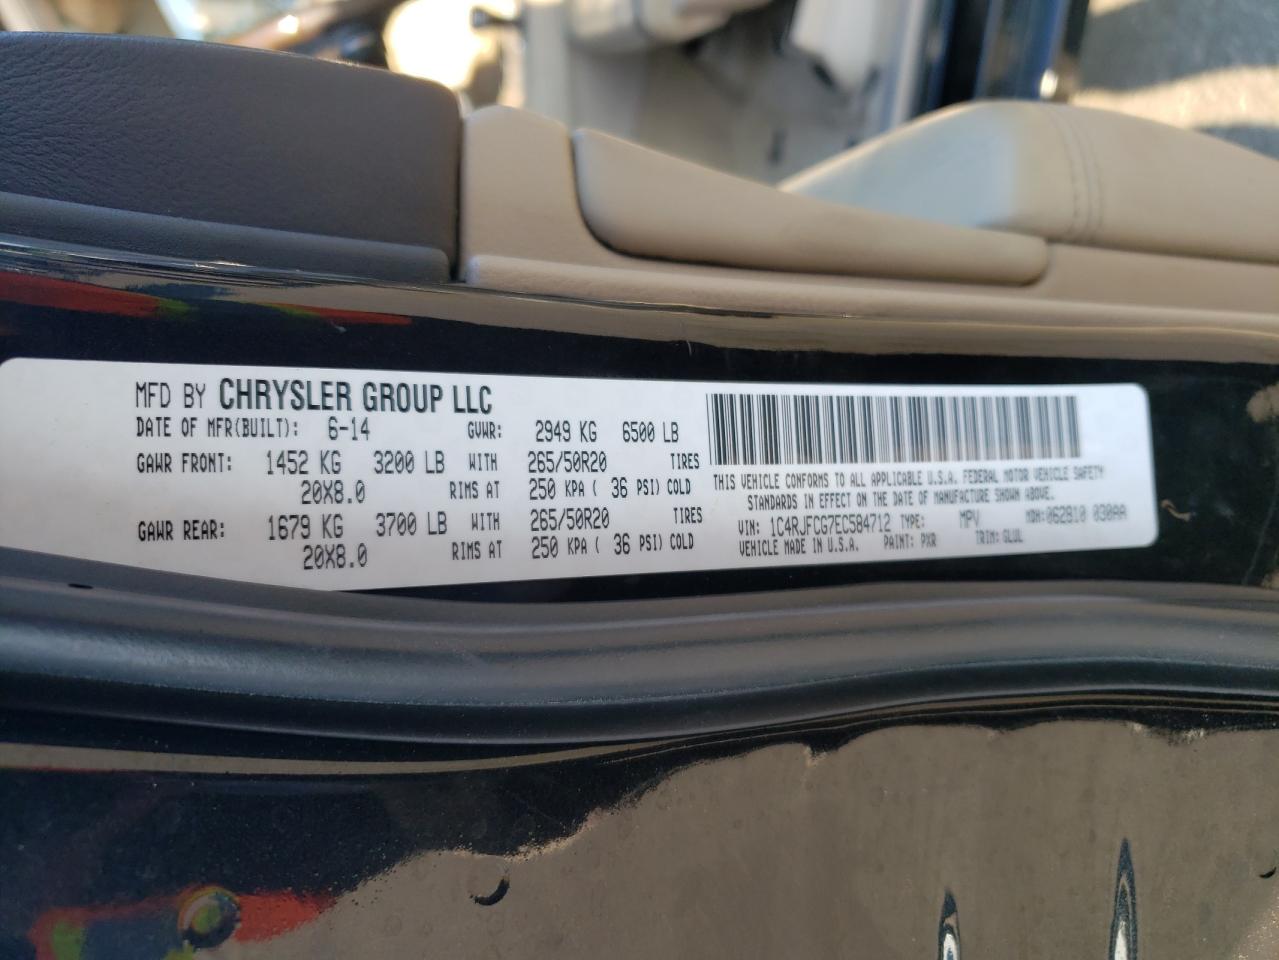 MFD BY CHRYSLER GROUP LLC
DATE OF MFR(BUILT): 6-14 GVWR: 2949 KG 6500 LB
GAWR FRONT: 1452 KG 3200 LB WITH 265/50R20 TIRES
20X8.0 RIMS AT 250 KPA ( 36 PSI) COLD
GAWR REAR: 1679 KG 3700 LB WITH 265/50R20 TIRES
20X8.0 RIMS AT 250 KPA ( 36 PSI) COLD
THIS VEHICLE CONFORMS TO ALL APPLICABLE U.S.A. FEDERAL MOTOR VEHICLE SAFETY
STANDARDS IN EFFECT ON THE DATE OF MANUFACTURE SHOWN ABOVE.
VIN: 1C4RJFCG7EC584712 TYPE: MPV MDH:062810 030AA
VEHICLE MADE IN U.S.A. PAINT: PXR TRIM: GLUL